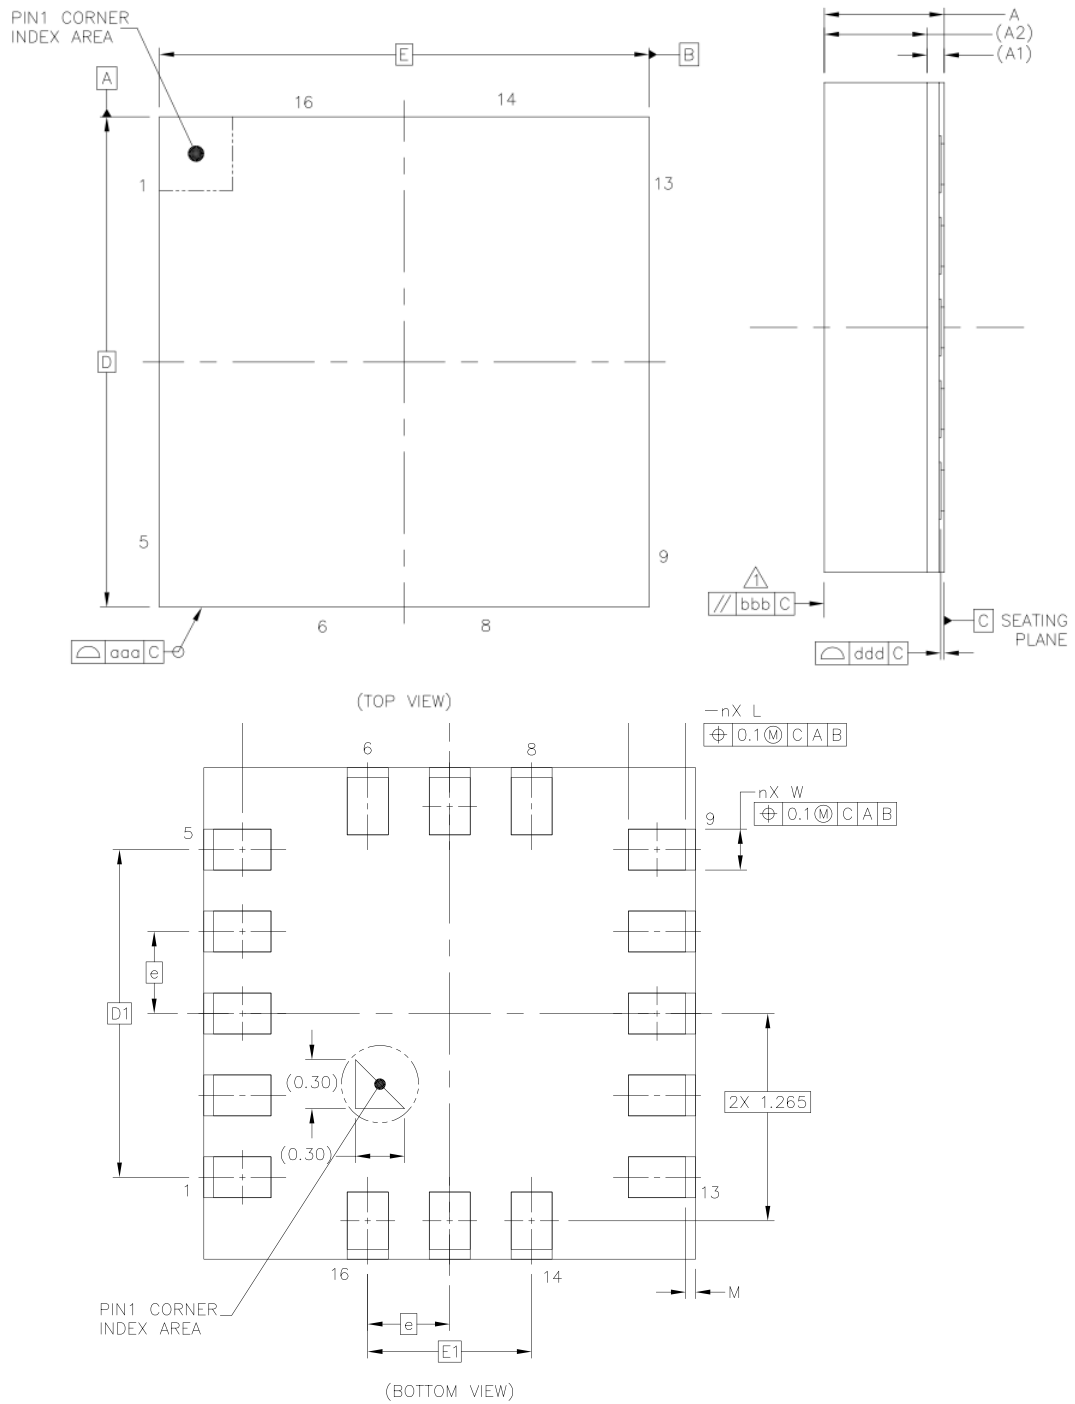 PIN1 CORNER
INDEX AREA
A
E
B
16
14
1
13
D
5
9
6
8
aaa C
(TOP VIEW)
A
(A2)
(A1)
1
// bbb C
C SEATING
PLANE
ddd C
nX L
⌖ 0.1 Ⓜ C A B
nX W
⌖ 0.1 Ⓜ C A B
6
8
5
9
e
D1
(0.30)
(0.30)
2X 1.265
1
13
16
14
M
PIN1 CORNER
INDEX AREA
e
E1
(BOTTOM VIEW)